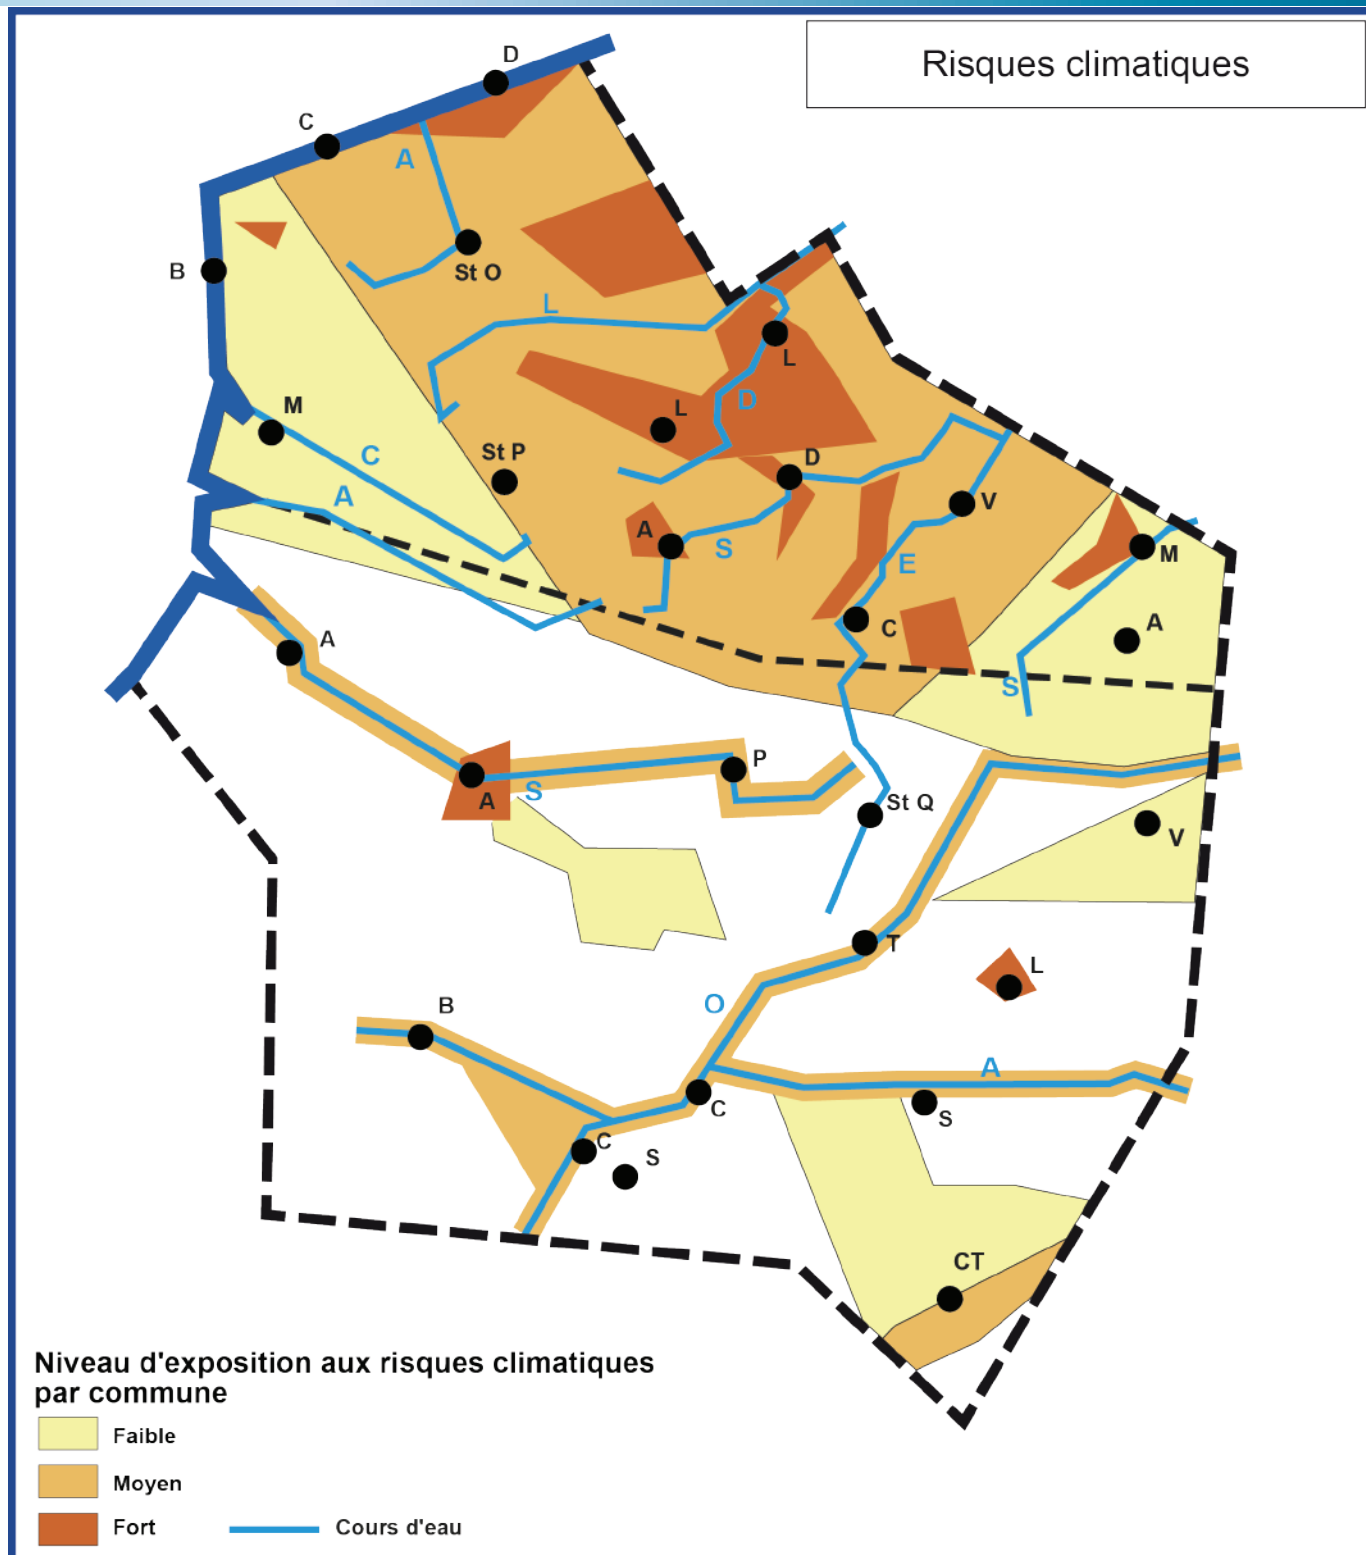 Risques climatiques
D
C
A
B
St O
L
L
M
D
L
St P
C
D
A
V
A
S
E
M
C
A
A
S
P
A
S
St Q
V
T
L
B
O
A
C
S
C
S
CT
Niveau d'exposition aux risques climatiques
par commune
Faible
Moyen
Fort
Cours d'eau